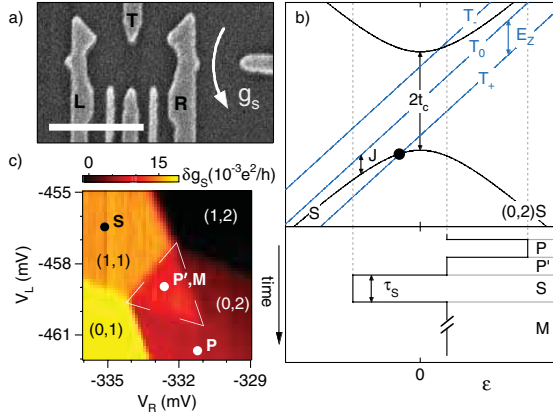 a)
T
L
R
g_s
b)
T_-
T_0
E_Z
T_+
2t_c
J
S
(0,2)S
P
P'
τ_S
S
M
time
0
ε
c)
0 15 δg_S(10^-3 e^2/h)
-455
-458
-461
V_L (mV)
S
(1,1)
(1,2)
P',M
(0,2)
(0,1)
P
-335 -332 -329
V_R (mV)